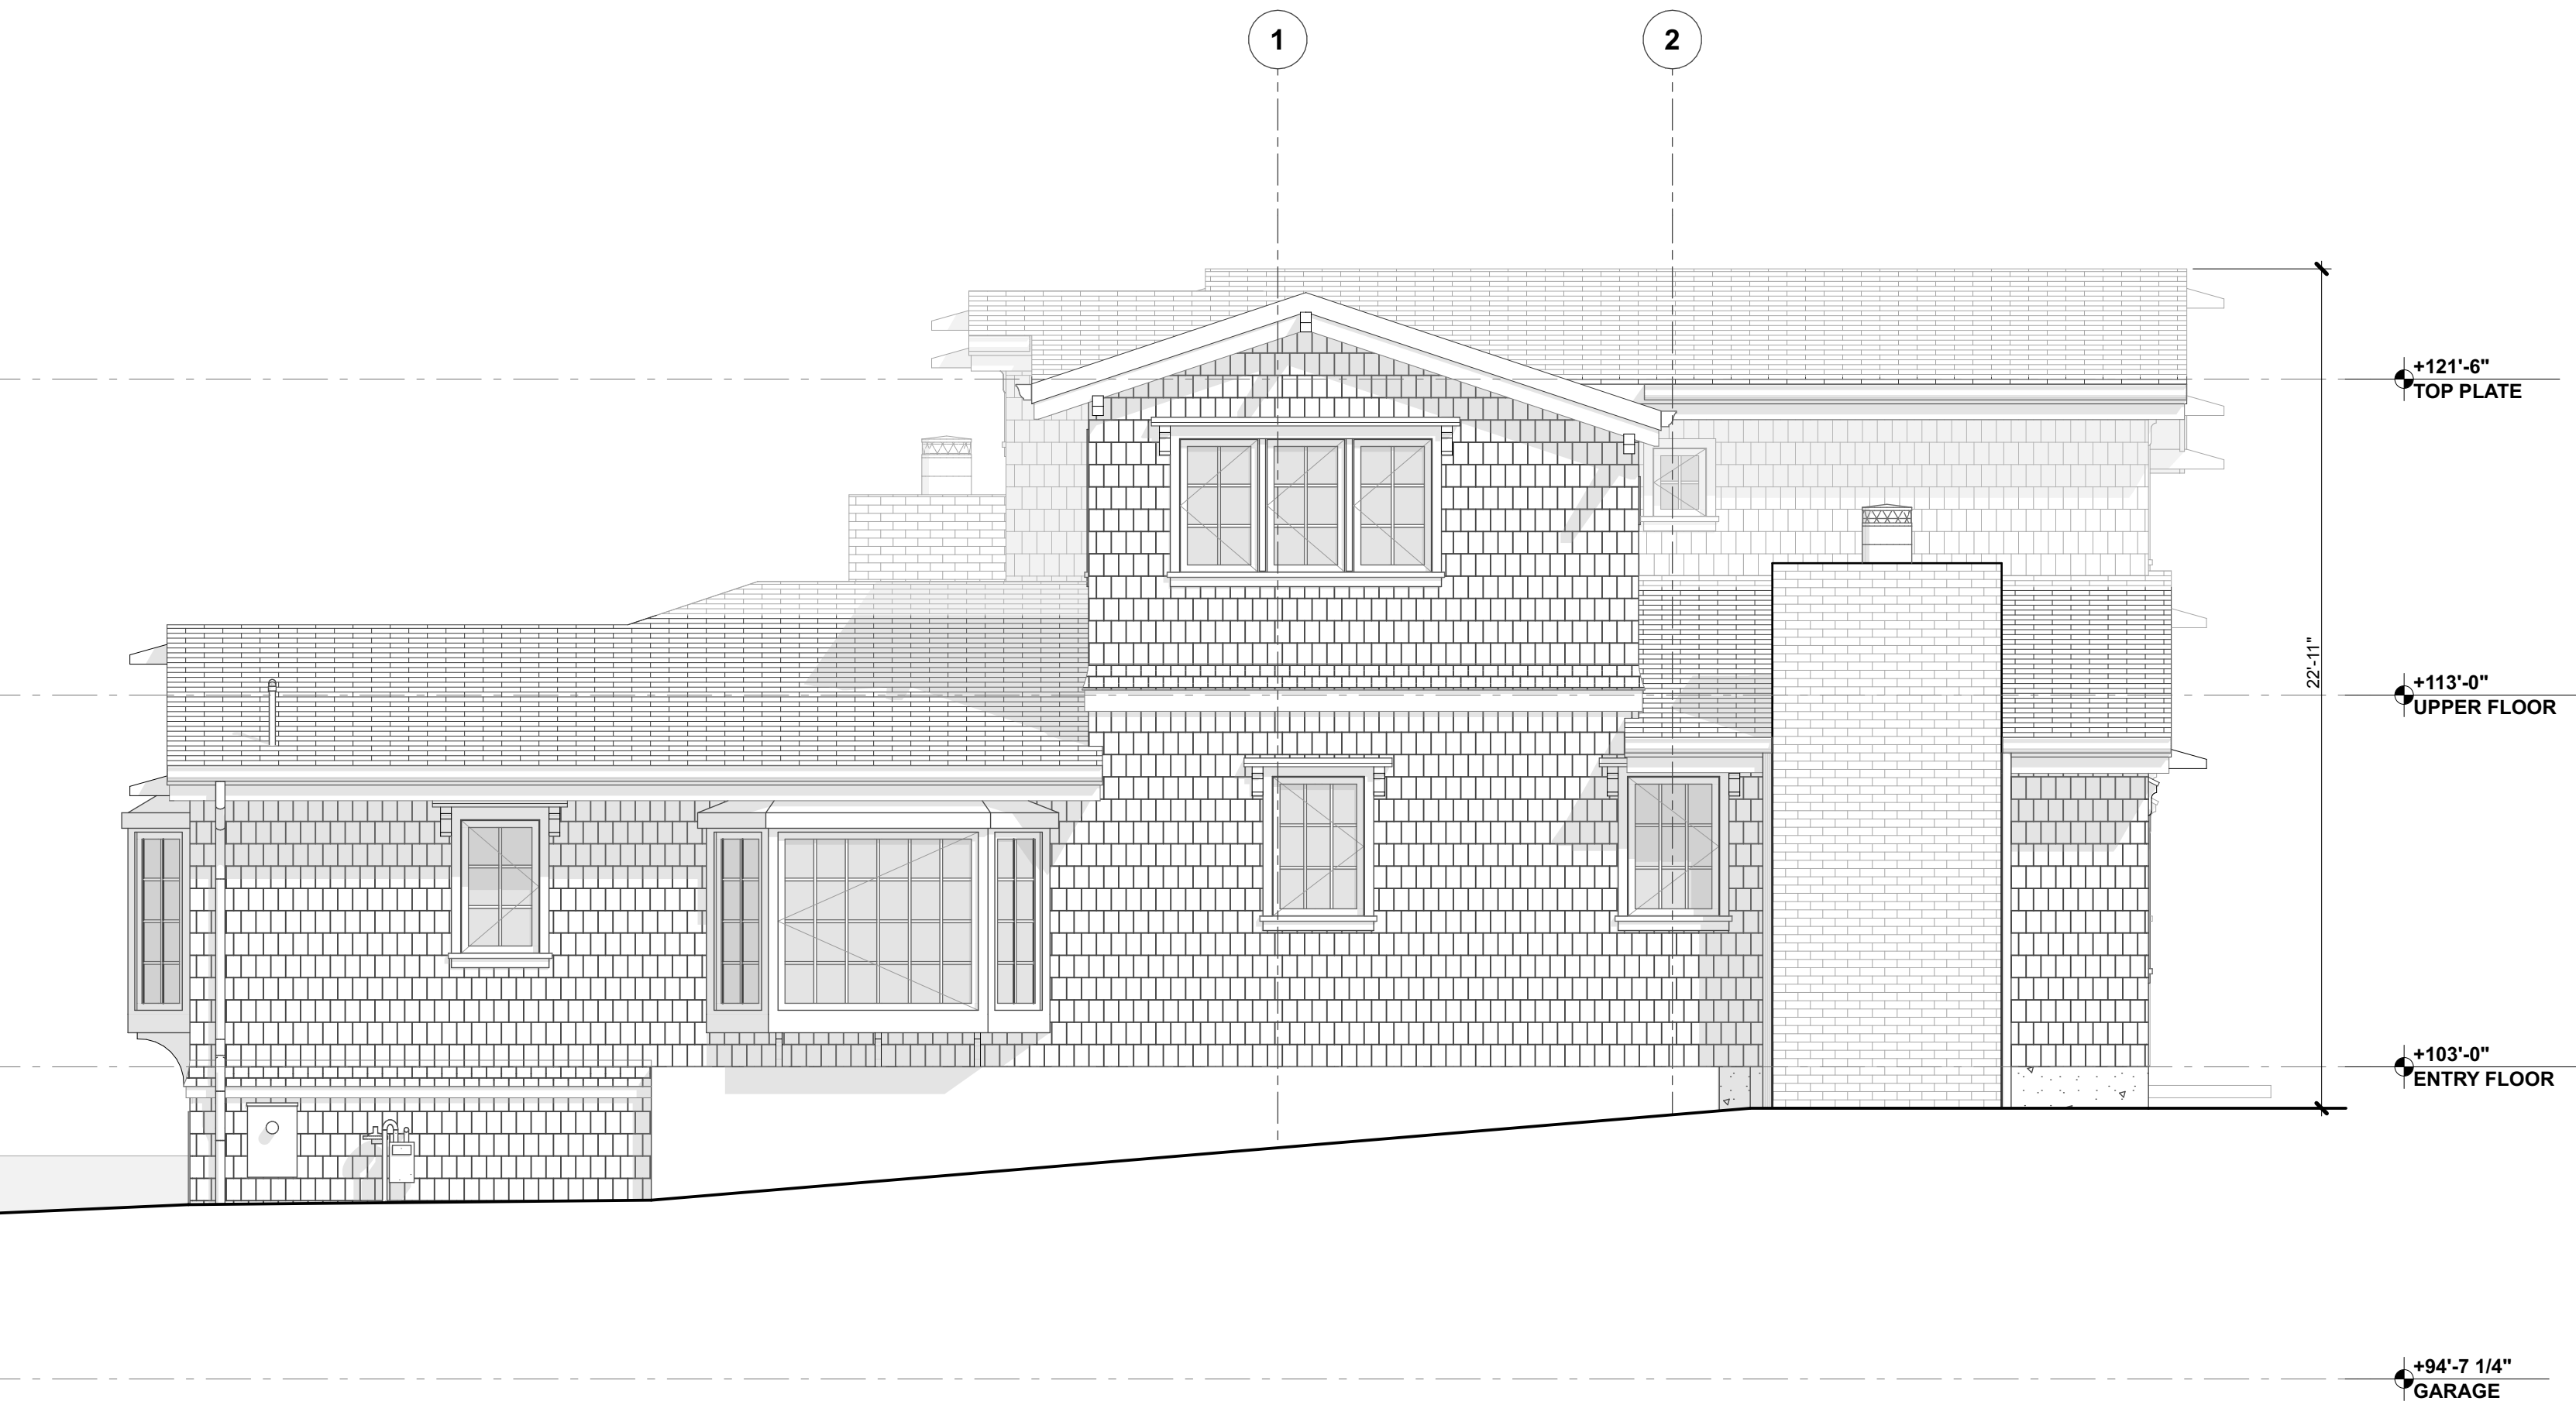 1
2
+121'-6"
TOP PLATE
22'-11"
+113'-0"
UPPER FLOOR
+103'-0"
ENTRY FLOOR
+94'-7 1/4"
GARAGE